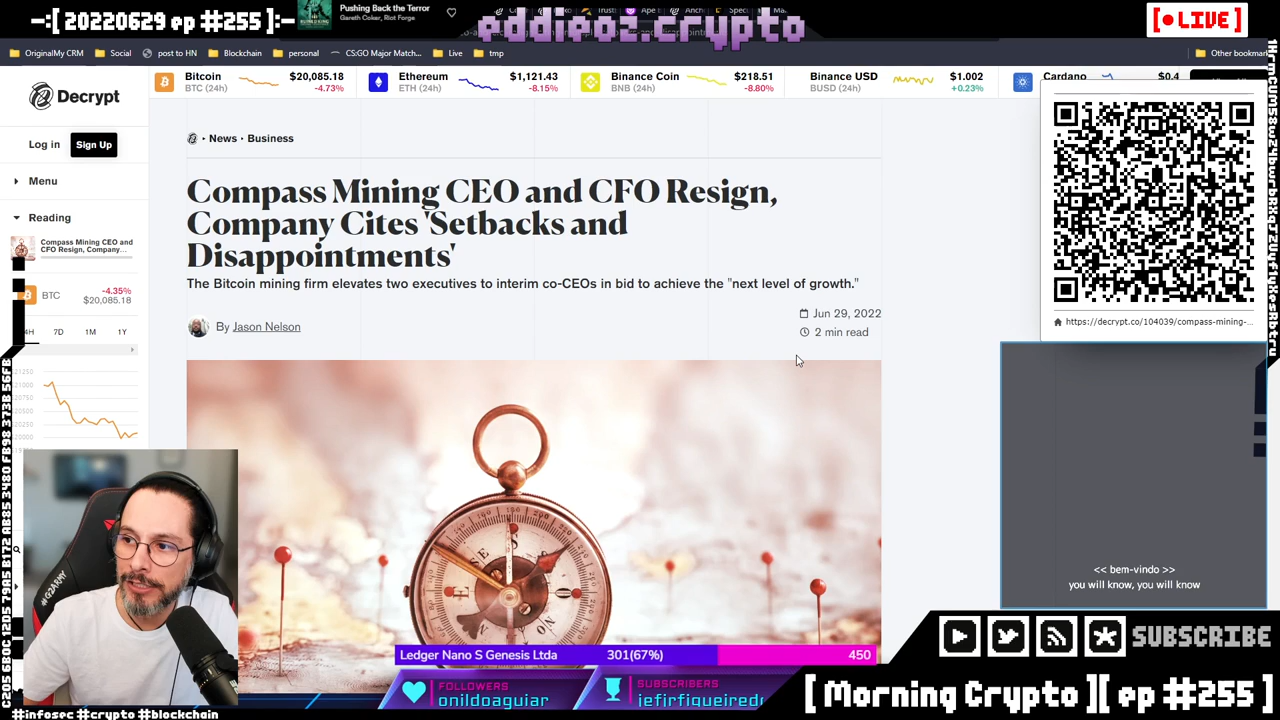 -:[ 20220629 ep #255 ]:-
Pushing Back the Terror
Gareth Coker, Riot Forge
eddieoz.crypto
[ LIVE ]
OriginalMy CRM
Social
post to HN
Blockchain
personal
CS:GO Major Match...
Live
tmp
Other bookmar
Decrypt
Bitcoin $20,085.18
BTC (24h) -4.73%
Ethereum $1,121.43
ETH (24h) -8.15%
Binance Coin $218.51
BNB (24h) -8.80%
Binance USD $1.002
BUSD (24h) +0.23%
Cardano $0.4
Log in
Sign Up
Menu
Reading
Compass Mining CEO and
CFO Resign, Company...
BTC -4.35%
$20,085.18
7D 1M 1Y
News · Business
Compass Mining CEO and CFO Resign,
Company Cites 'Setbacks and
Disappointments'
The Bitcoin mining firm elevates two executives to interim co-CEOs in bid to achieve the "next level of growth."
By Jason Nelson
Jun 29, 2022
2 min read
https://decrypt.co/104039/compass-mining-...
<< bem-vindo >>
you will know, you will know
Ledger Nano S Genesis Ltda 301(67%) 450
FOLLOWERS
onildoaguiar
SUBSCRIBERS
SUBSCRIBE
[ Morning Crypto ][ ep #255 ]
#infosec #crypto #blockchain